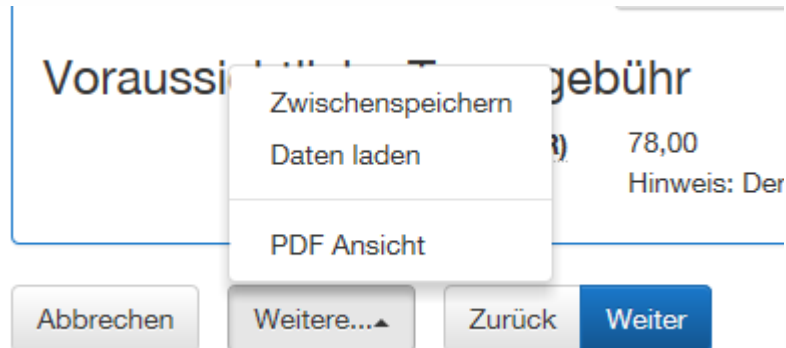 Voraussi gebühr
Zwischenspeichern
R) 78,00
Daten laden
Hinweis: Der
PDF Ansicht
Abbrechen Weitere... Zurück Weiter